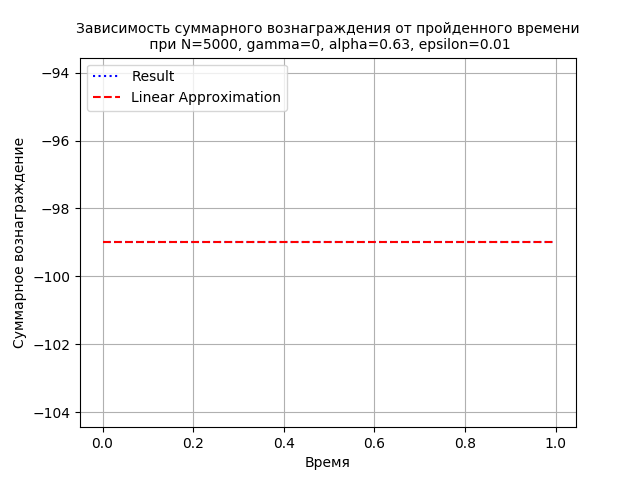 Зависимость суммарного вознаграждения от пройденного времени
при N=5000, gamma=0, alpha=0.63, epsilon=0.01
Result
Linear Approximation
Суммарное вознаграждение
−94
−96
−98
−100
−102
−104
0.0
0.2
0.4
0.6
0.8
1.0
Время